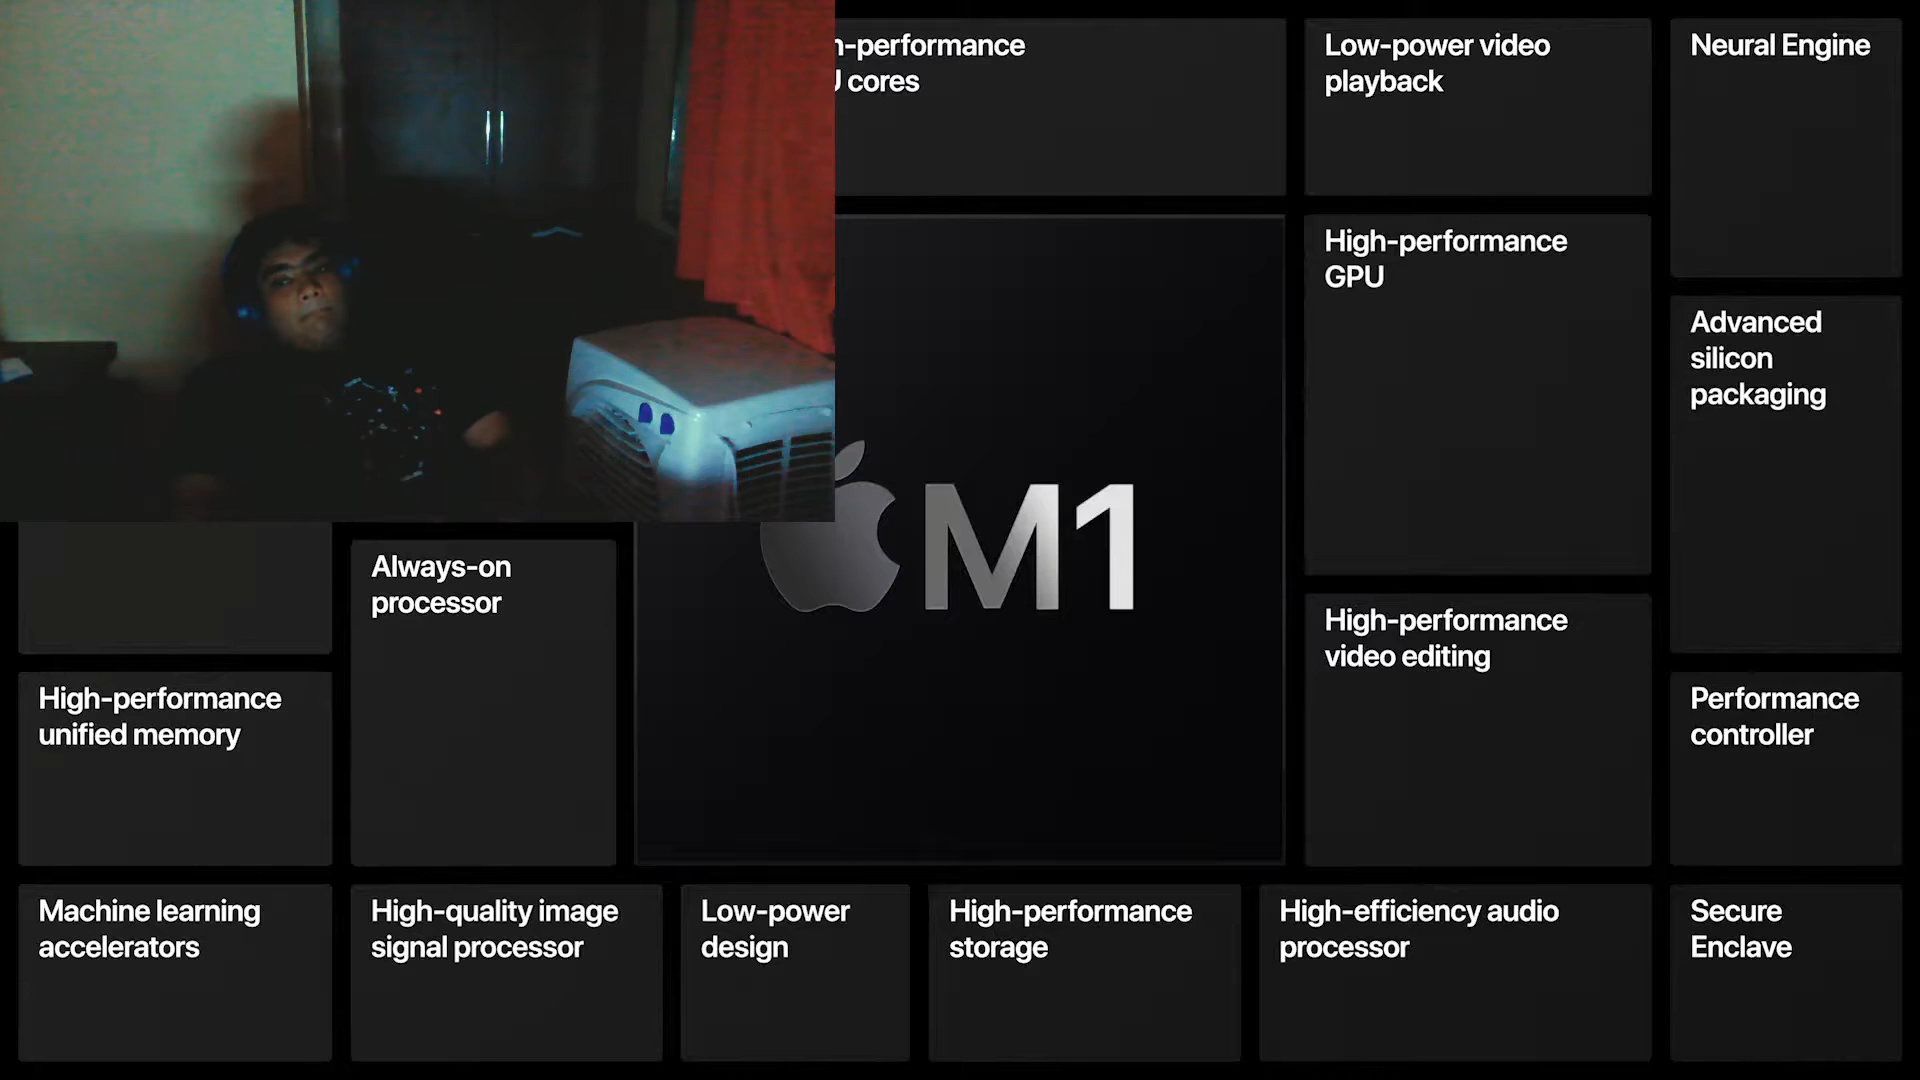 -performance
cores
Low-power video
playback
Neural Engine
High-performance
GPU
Advanced
silicon
packaging
M1
Always-on
processor
High-performance
video editing
High-performance
unified memory
Performance
controller
Machine learning
accelerators
High-quality image
signal processor
Low-power
design
High-performance
storage
High-efficiency audio
processor
Secure
Enclave